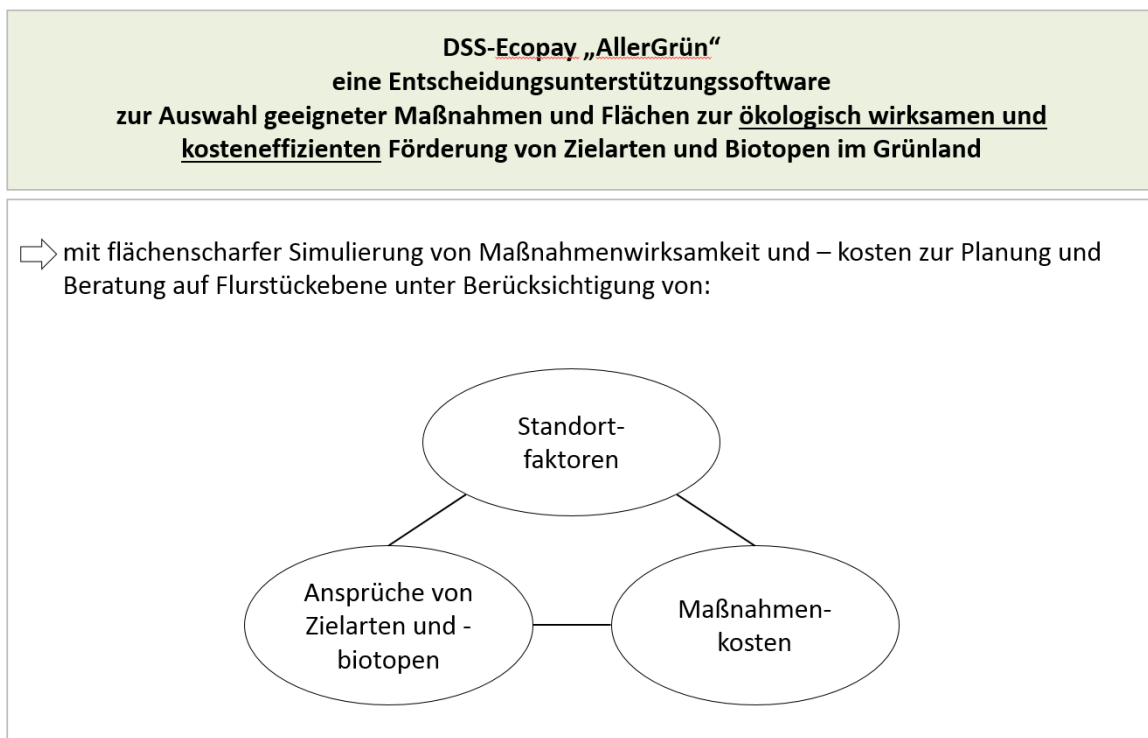 DSS-Ecopay „AllerGrün“
eine Entscheidungsunterstützungssoftware
zur Auswahl geeigneter Maßnahmen und Flächen zur ökologisch wirksamen und
kosteneffizienten Förderung von Zielarten und Biotopen im Grünland
mit flächenscharfer Simulierung von Maßnahmenwirksamkeit und – kosten zur Planung und
Beratung auf Flurstückebene unter Berücksichtigung von:
Standort-
faktoren
Ansprüche von
Zielarten und -
biotopen
Maßnahmen-
kosten